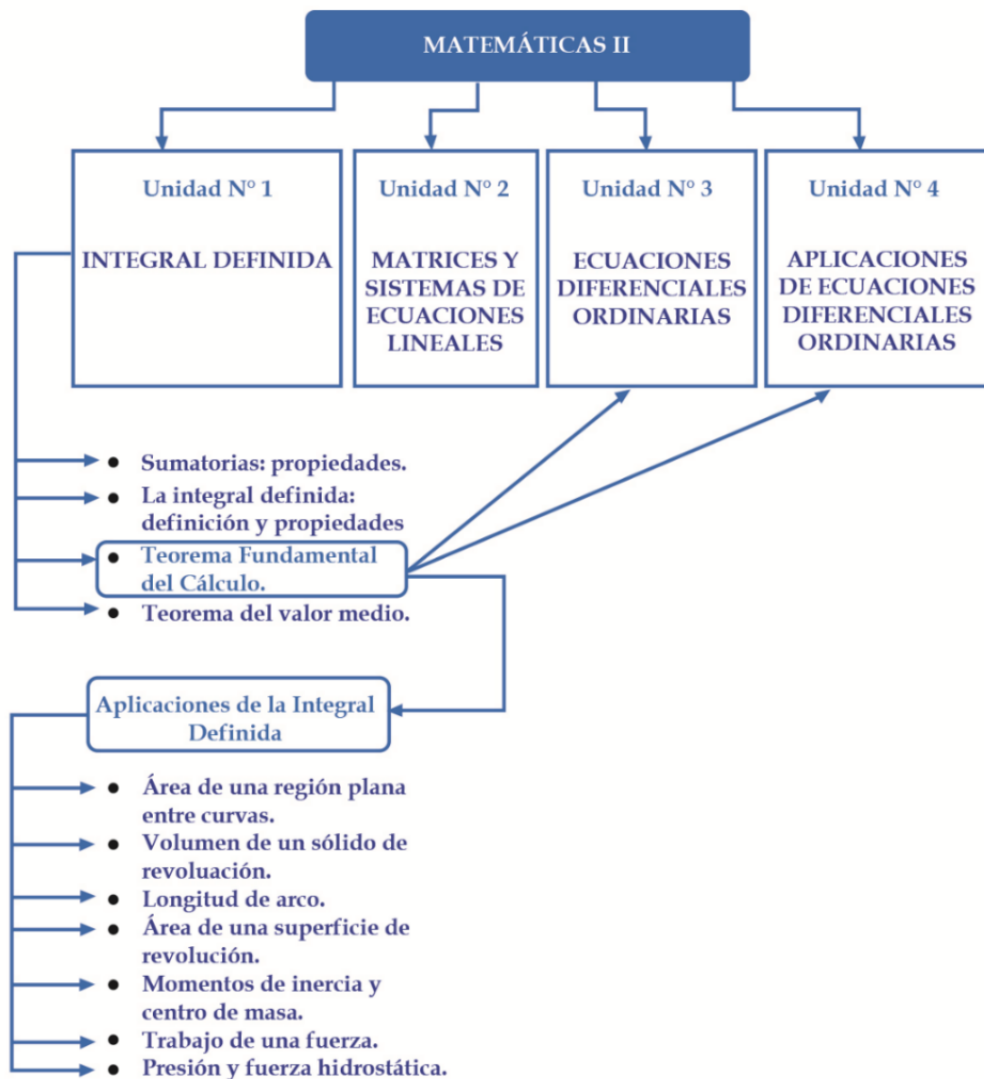 MATEMÁTICAS II
Unidad N° 1
INTEGRAL DEFINIDA
Unidad N° 2
MATRICES Y
SISTEMAS DE
ECUACIONES
LINEALES
Unidad N° 3
ECUACIONES
DIFERENCIALES
ORDINARIAS
Unidad N° 4
APLICACIONES
DE ECUACIONES
DIFERENCIALES
ORDINARIAS
● Sumatorias: propiedades.
● La integral definida:
definición y propiedades
● Teorema Fundamental
del Cálculo.
● Teorema del valor medio.
Aplicaciones de la Integral
Definida
● Área de una región plana
entre curvas.
● Volumen de un sólido de
revoluación.
● Longitud de arco.
● Área de una superficie de
revolución.
● Momentos de inercia y
centro de masa.
● Trabajo de una fuerza.
● Presión y fuerza hidrostática.